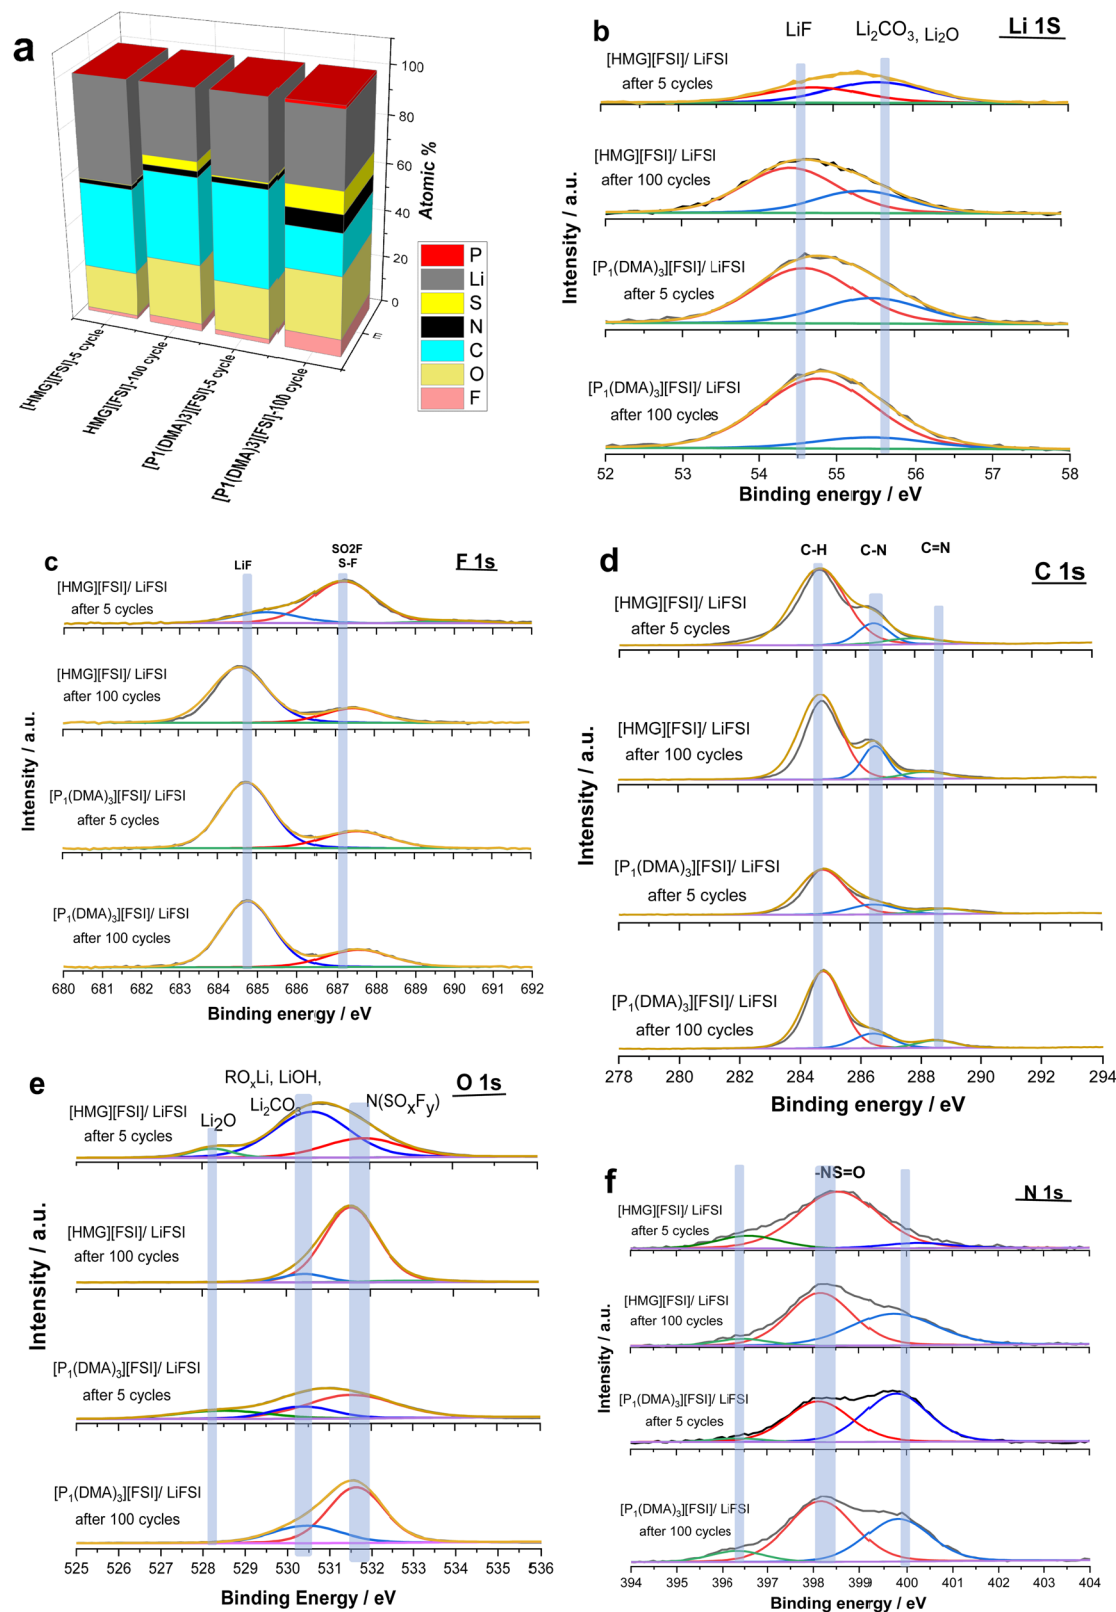 a
100
80
60
40
20
0
Atomic %
E
[HMG][FSI]-5 cycle
HMG][FSI]-100 cycle
[P1(DMA)3][FSI]-5 cycle
[P1(DMA)3][FSI]-100 cycle
P
Li
S
N
C
O
F
b
LiF
Li2CO3, Li2O
Li 1S
[HMG][FSI]/ LiFSI
after 5 cycles
[HMG][FSI]/ LiFSI
after 100 cycles
[P1(DMA)3][FSI]/ LiFSI
after 5 cycles
[P1(DMA)3][FSI]/ LiFSI
after 100 cycles
Intensity / a.u.
52 53 54 55 56 57 58
Binding energy / eV
c
LiF
SO2F
S-F
F 1s
[HMG][FSI]/ LiFSI
after 5 cycles
[HMG][FSI]/ LiFSI
after 100 cycles
[P1(DMA)3][FSI]/ LiFSI
after 5 cycles
[P1(DMA)3][FSI]/ LiFSI
after 100 cycles
Intensity / a.u.
680 681 682 683 684 685 686 687 688 689 690 691 692
Binding energy / eV
d
C-H
C-N
C=N
C 1s
[HMG][FSI]/ LiFSI
after 5 cycles
[HMG][FSI]/ LiFSI
after 100 cycles
[P1(DMA)3][FSI]/ LiFSI
after 5 cycles
[P1(DMA)3][FSI]/ LiFSI
after 100 cycles
Intensity / a.u.
278 280 282 284 286 288 290 292 294
Binding energy / eV
e
ROxLi, LiOH,
Li2CO3
Li2O
N(SOxFy)
O 1s
[HMG][FSI]/ LiFSI
after 5 cycles
[HMG][FSI]/ LiFSI
after 100 cycles
[P1(DMA)3][FSI]/ LiFSI
after 5 cycles
[P1(DMA)3][FSI]/ LiFSI
after 100 cycles
Intensity / a.u.
525 526 527 528 529 530 531 532 533 534 535 536
Binding Energy / eV
f
-NS=O
N 1s
[HMG][FSI]/ LiFSI
after 5 cycles
[HMG][FSI]/ LiFSI
after 100 cycles
[P1(DMA)3][FSI]/ LiFSI
after 5 cycles
[P1(DMA)3][FSI]/ LiFSI
after 100 cycles
Intensity / a.u.
394 395 396 397 398 399 400 401 402 403 404
Binding energy / eV